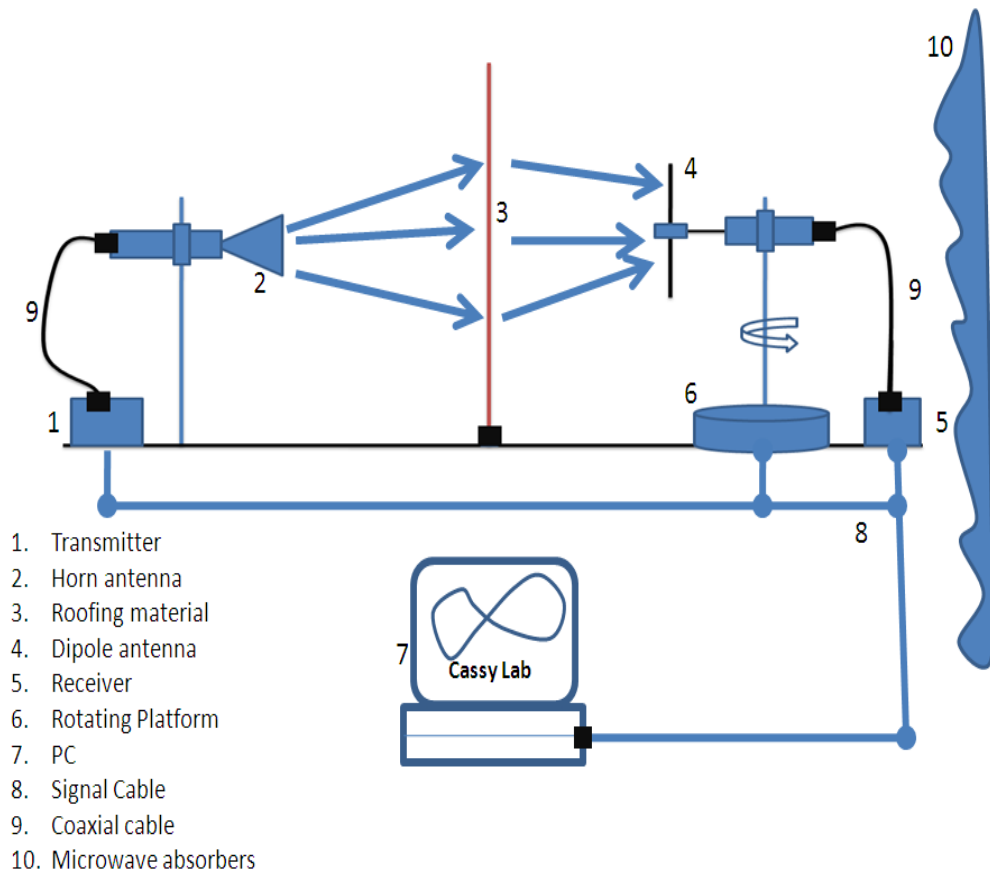 10
4
3
2
9
9
6
1
5
8
7
Cassy Lab
1. Transmitter
2. Horn antenna
3. Roofing material
4. Dipole antenna
5. Receiver
6. Rotating Platform
7. PC
8. Signal Cable
9. Coaxial cable
10. Microwave absorbers